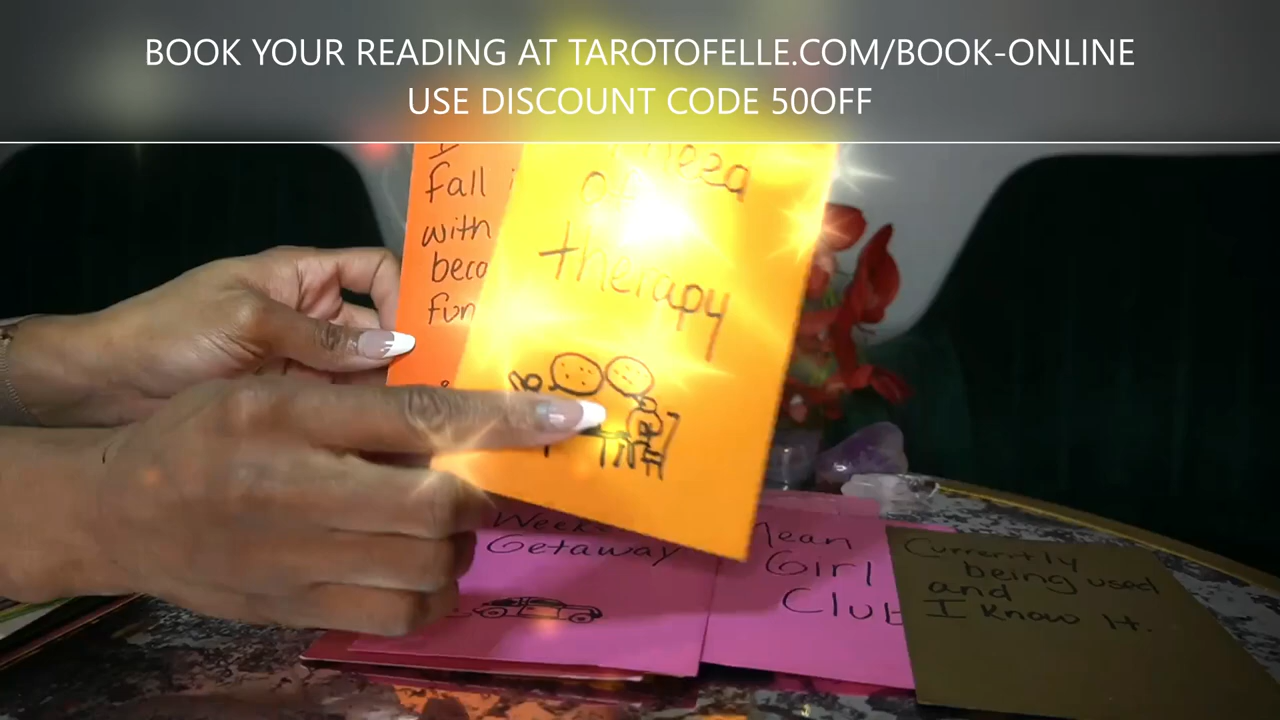 BOOK YOUR READING AT TAROTOFELLE.COM/BOOK-ONLINE
USE DISCOUNT CODE 50OFF
I
fall
with
therapy
Getaway
Mean
Girl
Club
Currently
being used
and
I know it.